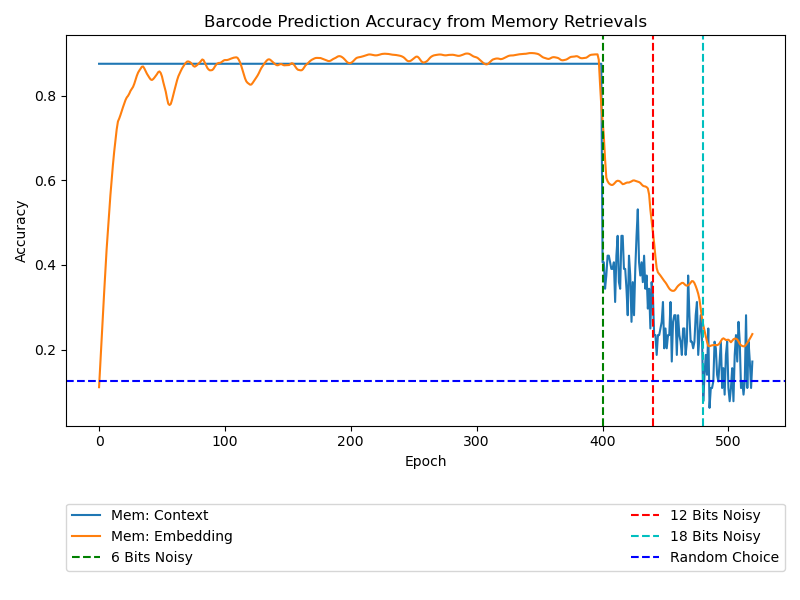 Barcode Prediction Accuracy from Memory Retrievals
Accuracy
0.8
0.6
0.4
0.2
0 100 200 300 400 500
Epoch
Mem: Context
Mem: Embedding
6 Bits Noisy
12 Bits Noisy
18 Bits Noisy
Random Choice